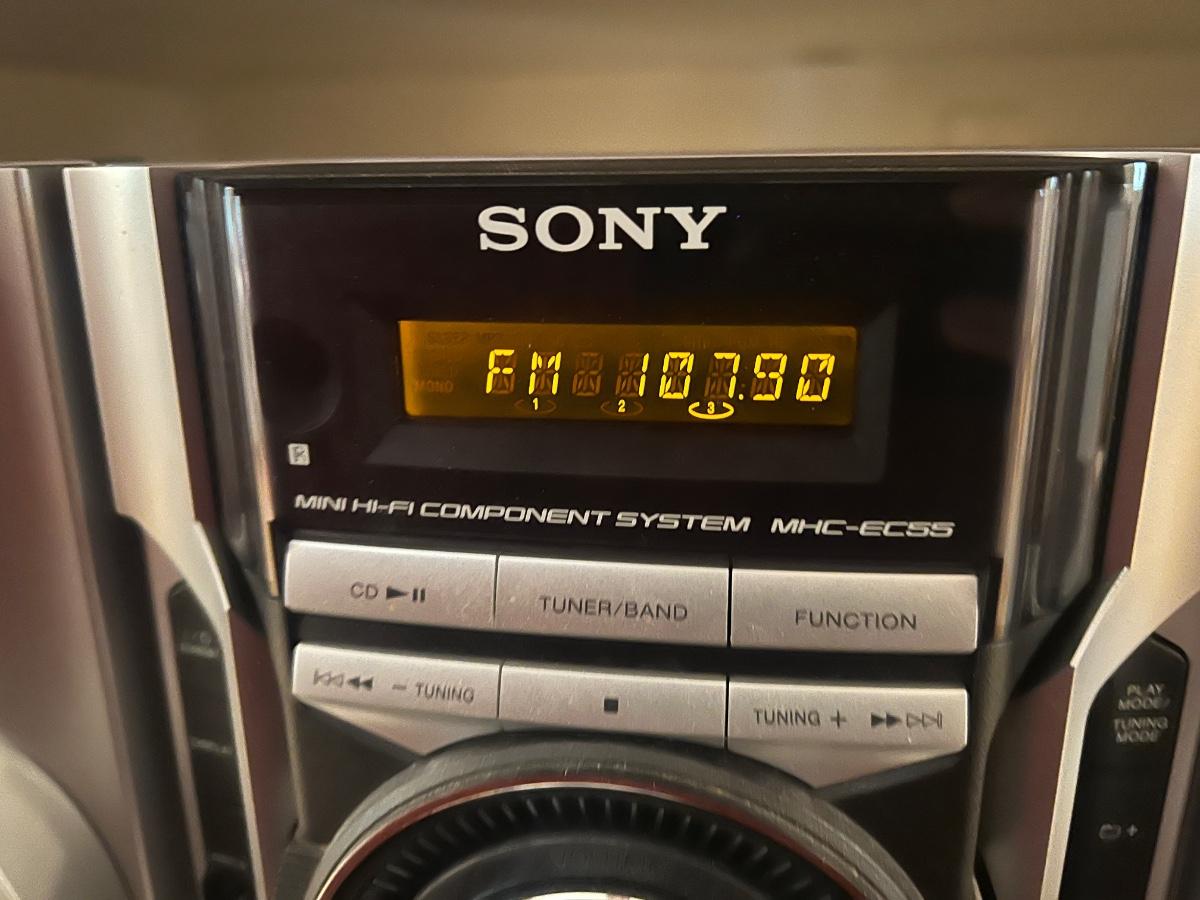 SONY
MONO
FM 107.90
1 2 3
R
MINI HI-FI COMPONENT SYSTEM MHC-EC55
CD ►II
TUNER/BAND
FUNCTION
|◁◁ ◀◀ – TUNING
■
TUNING + ▶▶ ▷▷|
PLAY
MODE/
TUNING
MODE
+